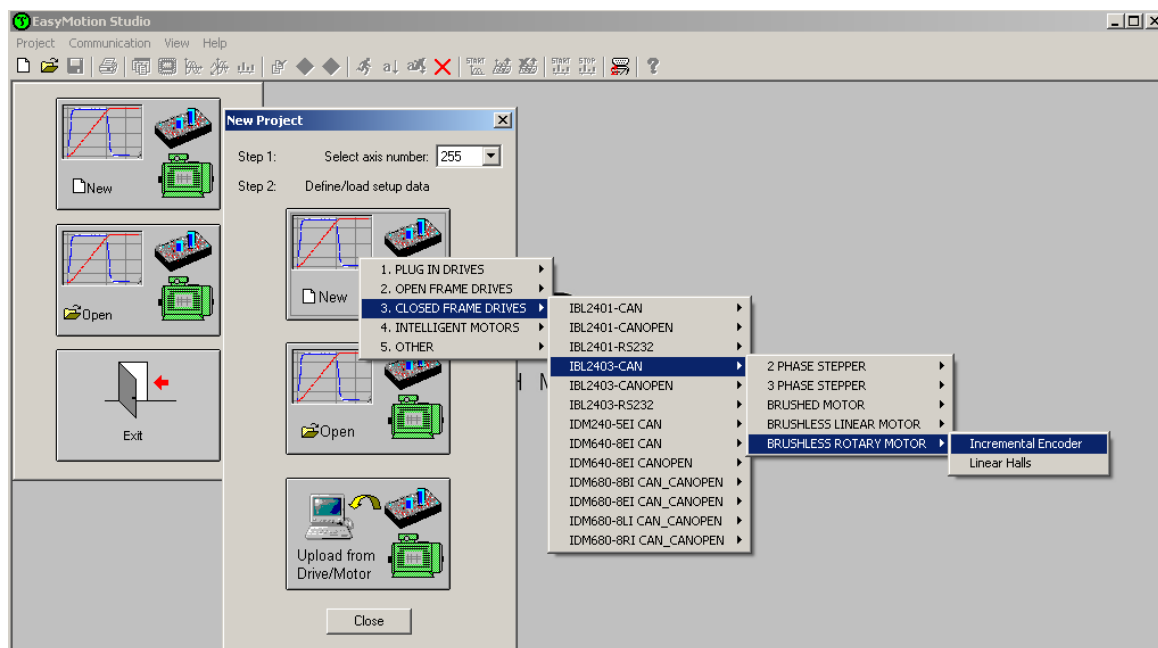 EasyMotion Studio
Project Communication View Help
New
Open
Exit
New Project
Step 1: Select axis number: 255
Step 2: Define/load setup data
New
Open
Upload from
Drive/Motor
Close
1. PLUG IN DRIVES
2. OPEN FRAME DRIVES
3. CLOSED FRAME DRIVES
4. INTELLIGENT MOTORS
5. OTHER
IBL2401-CAN
IBL2401-CANOPEN
IBL2401-RS232
IBL2403-CAN
IBL2403-CANOPEN
IBL2403-RS232
IDM240-5EI CAN
IDM640-8EI CAN
IDM640-8EI CANOPEN
IDM680-8BI CAN_CANOPEN
IDM680-8EI CAN_CANOPEN
IDM680-8LI CAN_CANOPEN
IDM680-8RI CAN_CANOPEN
2 PHASE STEPPER
3 PHASE STEPPER
BRUSHED MOTOR
BRUSHLESS LINEAR MOTOR
BRUSHLESS ROTARY MOTOR
Incremental Encoder
Linear Halls